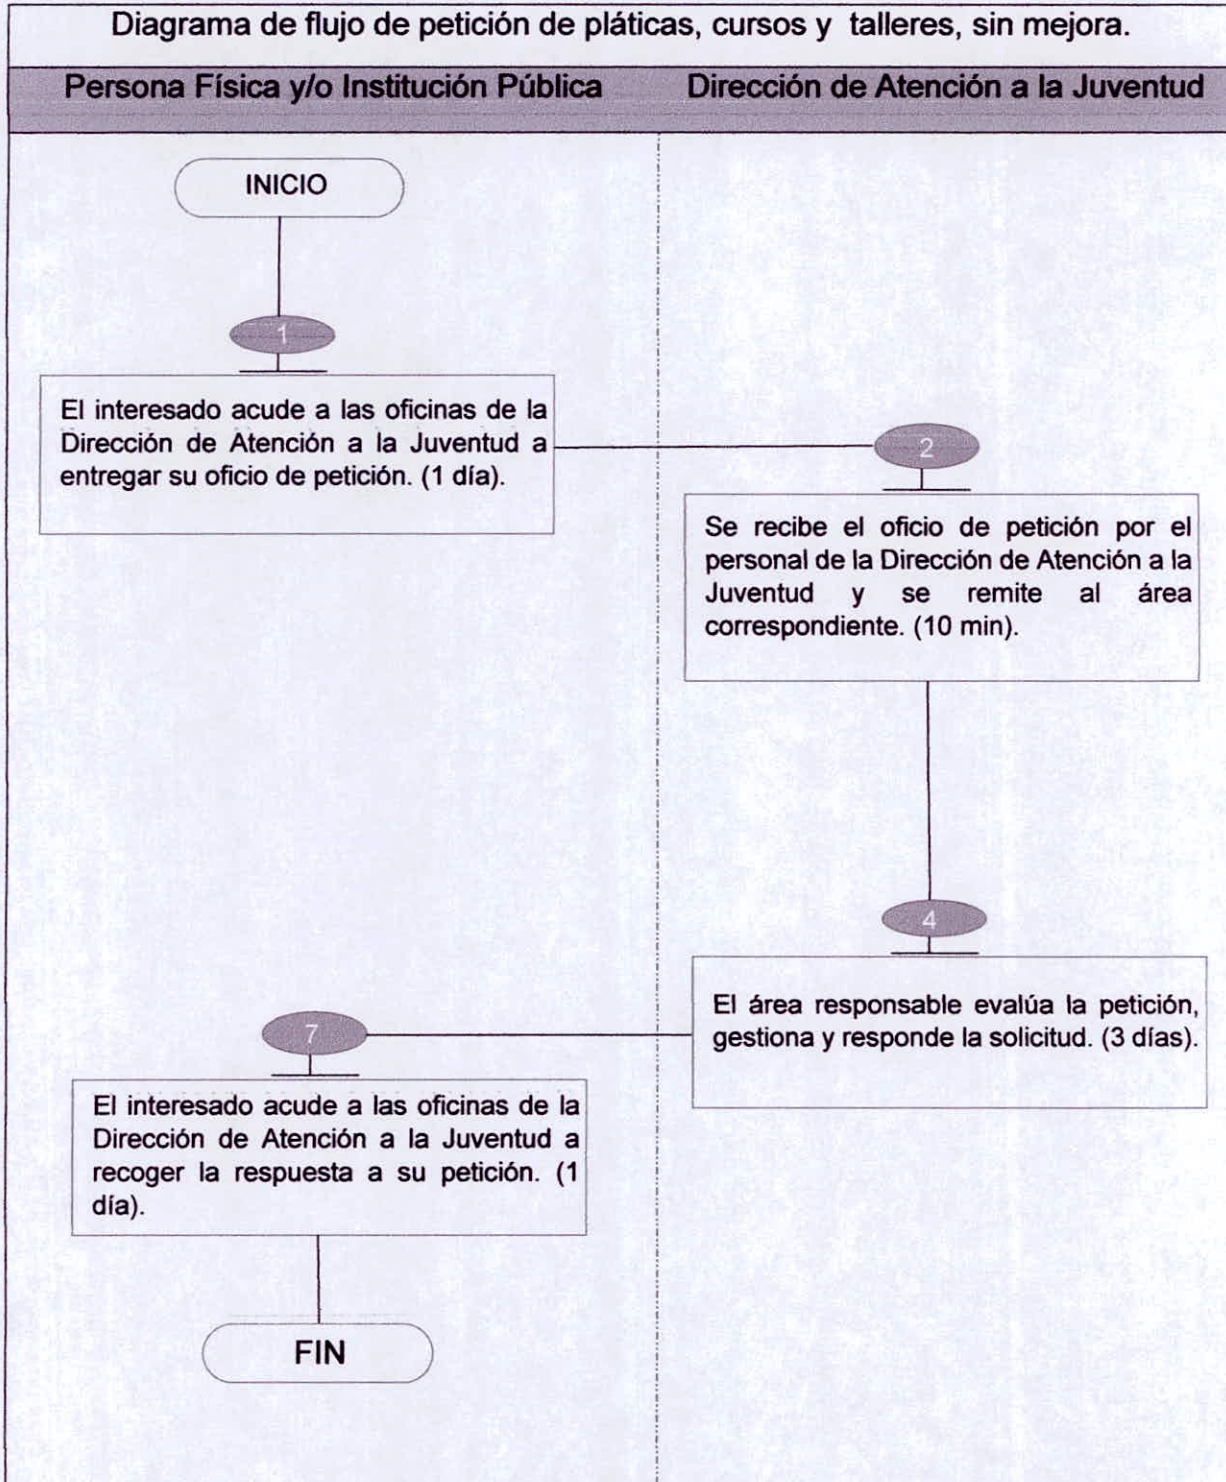 Diagrama de flujo de petición de pláticas, cursos y talleres, sin mejora.
Persona Física y/o Institución Pública
Dirección de Atención a la Juventud
INICIO
1
El interesado acude a las oficinas de la
Dirección de Atención a la Juventud a
entregar su oficio de petición. (1 día).
2
Se recibe el oficio de petición por el
personal de la Dirección de Atención a la
Juventud y se remite al área
correspondiente. (10 min).
4
El área responsable evalúa la petición,
gestiona y responde la solicitud. (3 días).
7
El interesado acude a las oficinas de la
Dirección de Atención a la Juventud a
recoger la respuesta a su petición. (1
día).
FIN